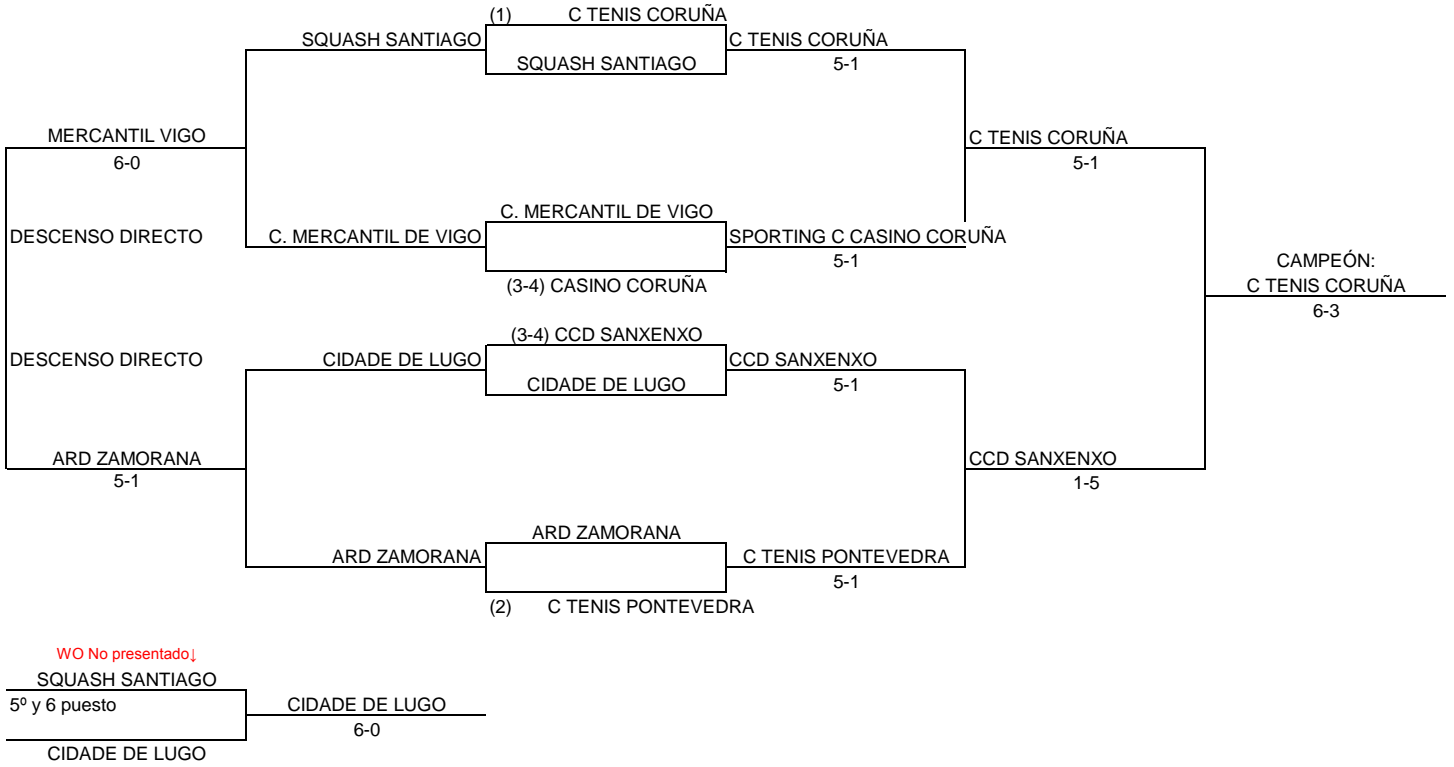 (1) C TENIS CORUÑA
SQUASH SANTIAGO C TENIS CORUÑA
SQUASH SANTIAGO 5-1
MERCANTIL VIGO C TENIS CORUÑA
6-0 5-1
C. MERCANTIL DE VIGO
DESCENSO DIRECTO C. MERCANTIL DE VIGO SPORTING C CASINO CORUÑA
5-1 CAMPEÓN:
(3-4) CASINO CORUÑA C TENIS CORUÑA
6-3
(3-4) CCD SANXENXO
DESCENSO DIRECTO CIDADE DE LUGO CCD SANXENXO
CIDADE DE LUGO 5-1
ARD ZAMORANA CCD SANXENXO
5-1 1-5
ARD ZAMORANA
ARD ZAMORANA C TENIS PONTEVEDRA
5-1
(2) C TENIS PONTEVEDRA
WO No presentado↓
SQUASH SANTIAGO
5º y 6 puesto CIDADE DE LUGO
6-0
CIDADE DE LUGO